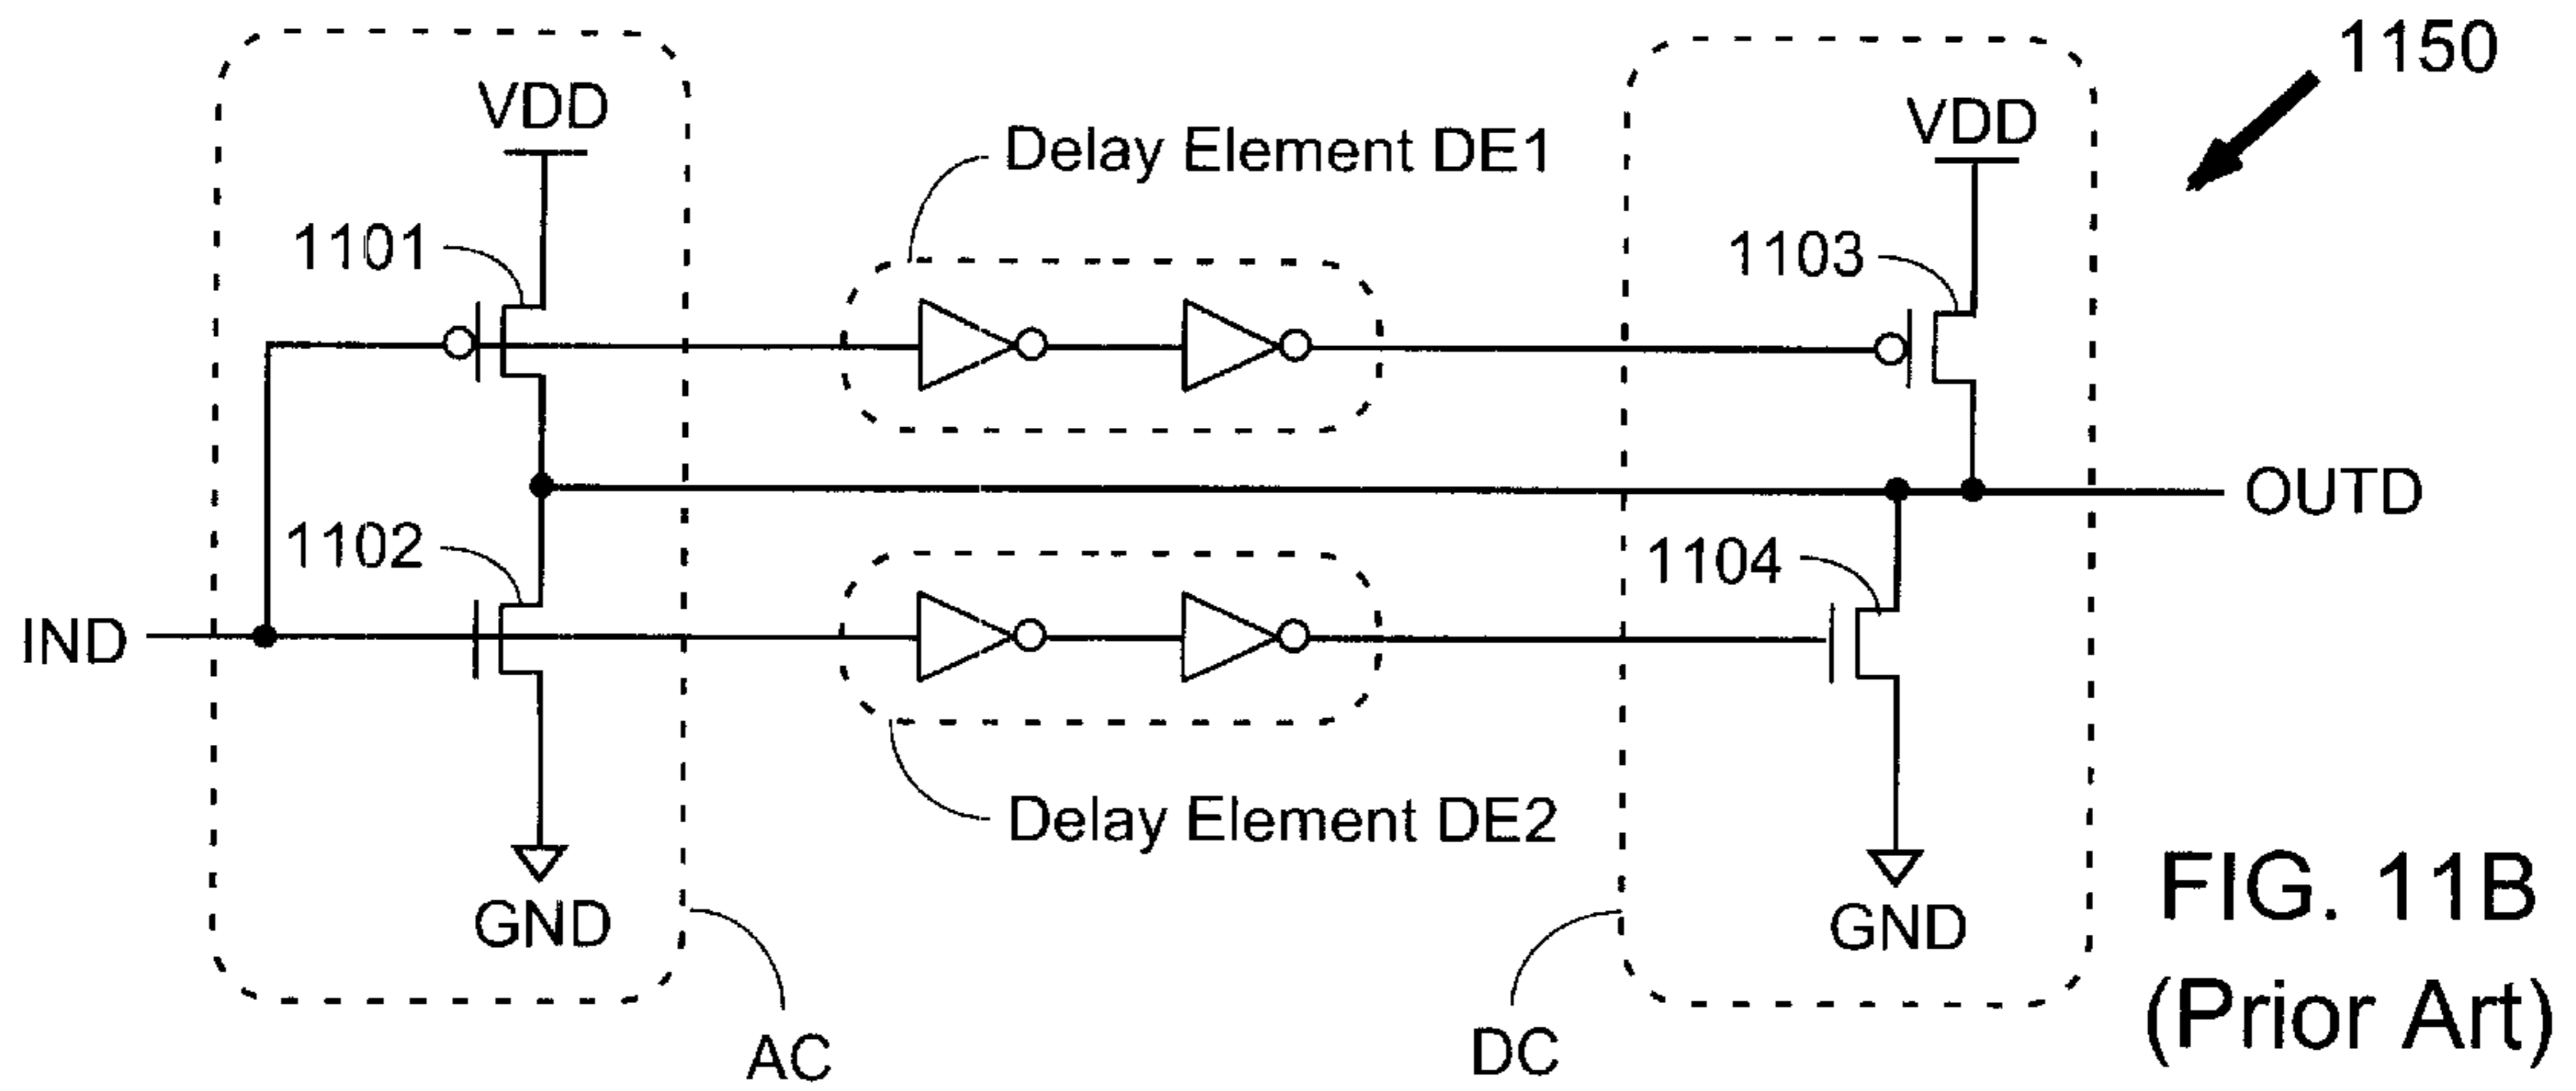 1150
VDD
VDD
Delay Element DE1
1101
1103
OUTD
1102
1104
IND
Delay Element DE2
GND
GND
FIG. 11B
(Prior Art)
AC
DC